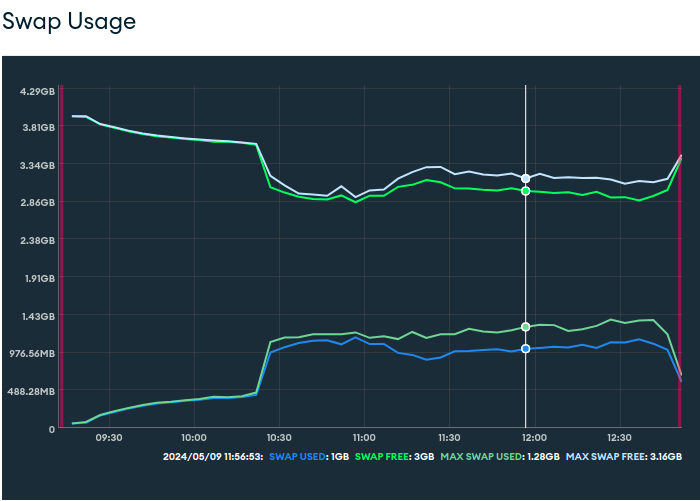 Swap Usage
4.29GB
3.81GB
3.34GB
2.86GB
2.38GB
1.91GB
1.43GB
976.56MB
488.28MB
0
09:30 10:00 10:30 11:00 11:30 12:00 12:30
2024/05/09 11:56:53: SWAP USED: 1GB SWAP FREE: 3GB MAX SWAP USED: 1.28GB MAX SWAP FREE: 3.16GB